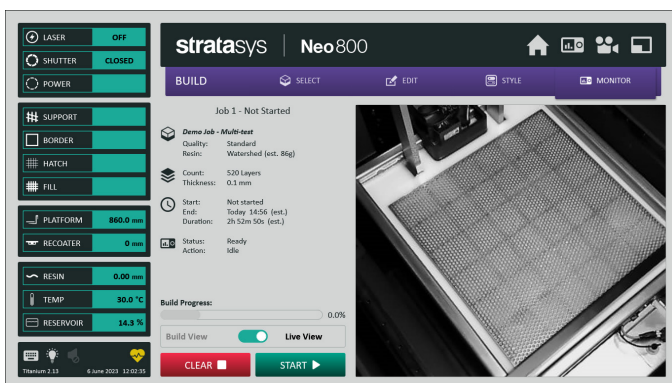 LASER OFF
SHUTTER CLOSED
POWER
SUPPORT
BORDER
HATCH
FILL
PLATFORM 860.0 mm
RECOATER 0 mm
RESIN 0.00 mm
TEMP 30.0 °C
RESERVOIR 14.3 %
Titanium 2.13 6 June 2023 12:02:35
stratasys | Neo800
BUILD SELECT EDIT STYLE MONITOR
Job 1 - Not Started
Demo Job - Multi-test
Quality: Standard
Resin: Watershed (est. 86g)
Count: 520 Layers
Thickness: 0.1 mm
Start: Not started
End: Today 14:56 (est.)
Duration: 2h 52m 50s (est.)
Status: Ready
Action: Idle
Build Progress:
0.0%
Build View Live View
CLEAR START